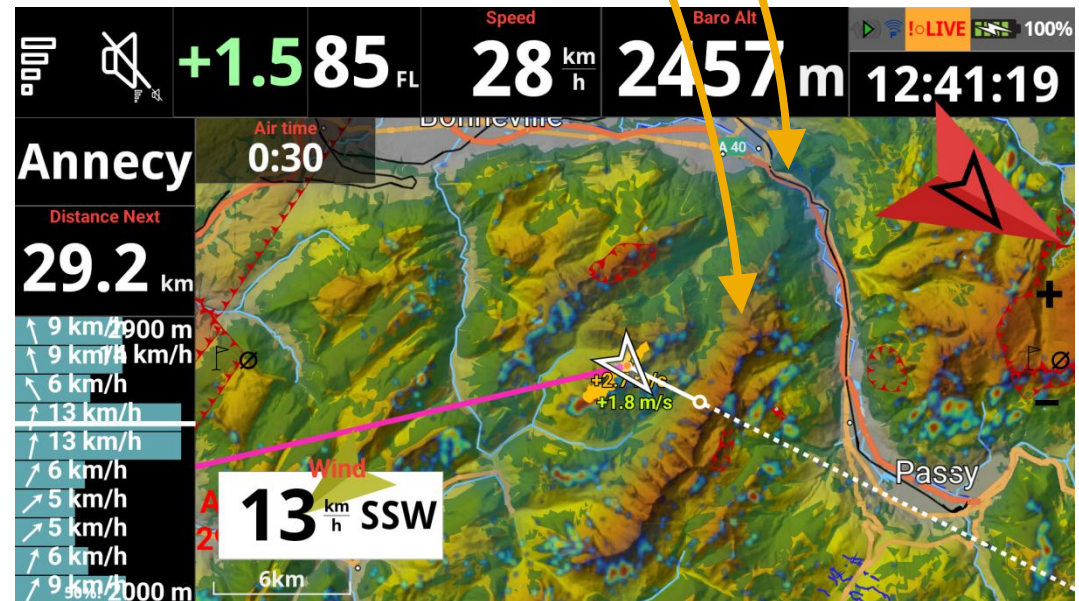 Speed
Baro Alt
!○LIVE
100%
+1.5
85 FL
28 km/h
2457 m
12:41:19
Bonneville
Annecy
Air time
0:30
A 40
Distance Next
29.2 km
9 km/h
2900 m
9 km/h
km/h
6 km/h
+1.8 m/s
13 km/h
13 km/h
6 km/h
Wind
Passy
5 km/h
13 km/h SSW
5 km/h
6 km/h
6km
9 km/h
2000 m